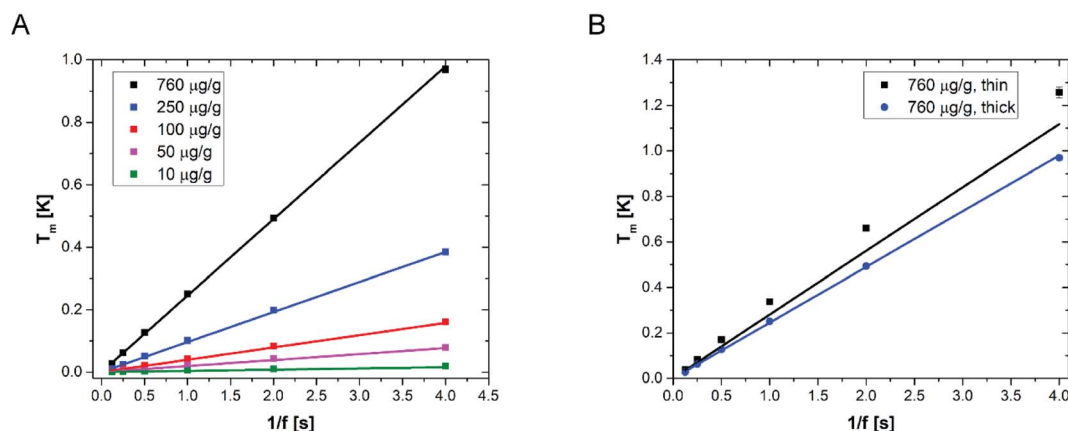 A
1.0
0.8
0.6
0.4
0.2
0.0
T_m [K]
760 μg/g
250 μg/g
100 μg/g
50 μg/g
10 μg/g
0.0 0.5 1.0 1.5 2.0 2.5 3.0 3.5 4.0 4.5
1/f [s]
B
1.4
1.2
1.0
0.8
0.6
0.4
0.2
0.0
T_m [K]
760 μg/g, thin
760 μg/g, thick
0.0 0.5 1.0 1.5 2.0 2.5 3.0 3.5 4.0
1/f [s]